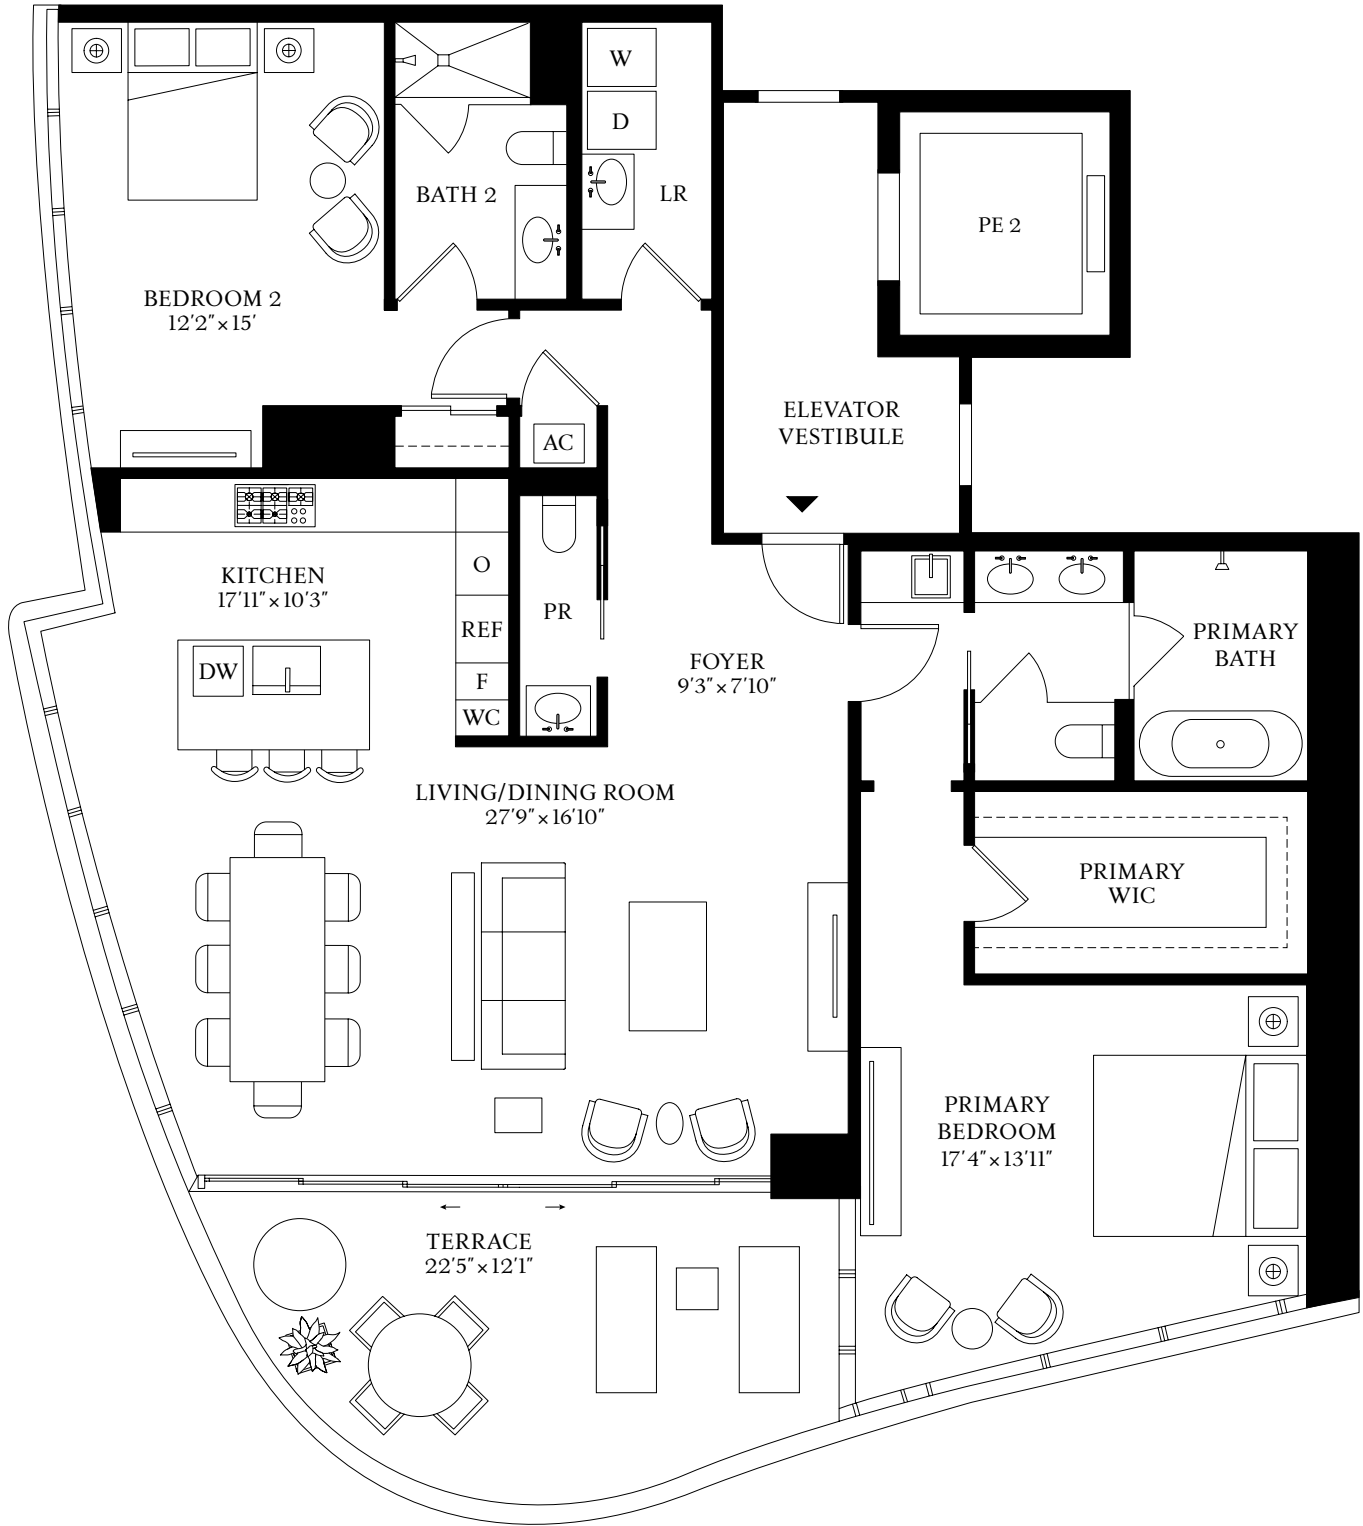 W
D
BATH 2
LR
PE 2
BEDROOM 2
12'2"×15'
ELEVATOR
VESTIBULE
AC
O
KITCHEN
17'11"×10'3"
PR
REF
DW
F
WC
FOYER
9'3"×7'10"
PRIMARY
BATH
LIVING/DINING ROOM
27'9"×16'10"
PRIMARY
WIC
PRIMARY
BEDROOM
17'4"×13'11"
TERRACE
22'5"×12'1"